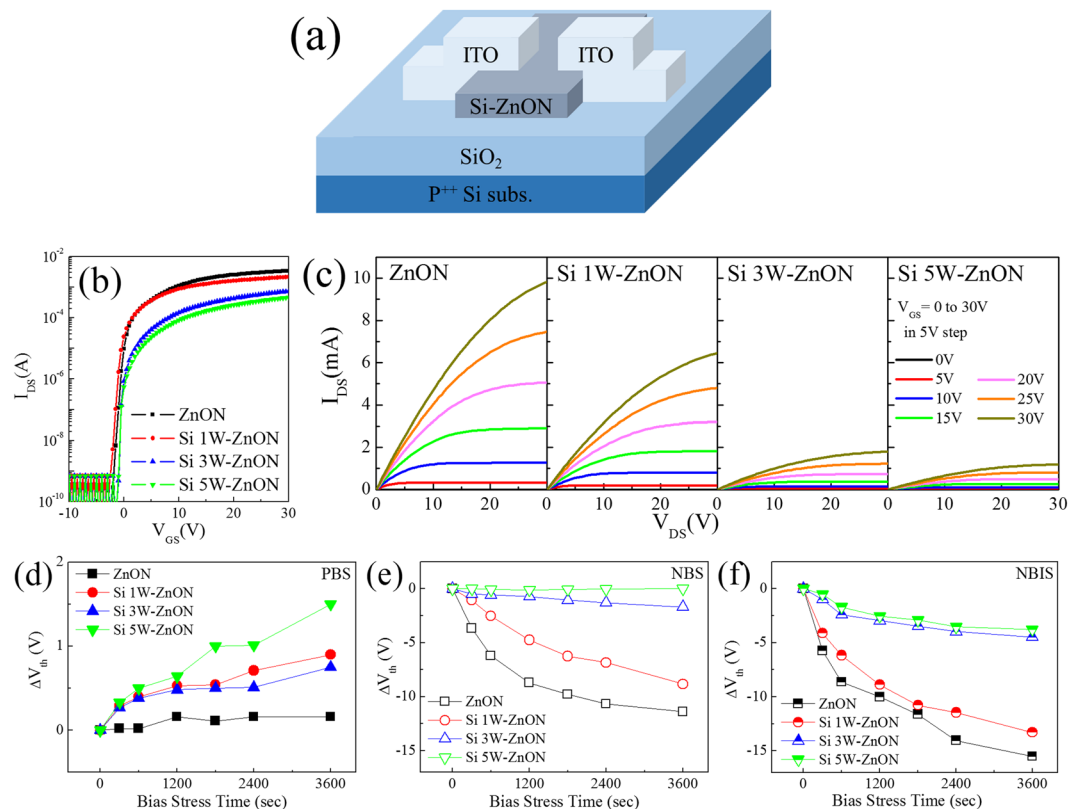 (a)
ITO ITO
Si-ZnON
SiO2
P++ Si subs.
(b)
10-2
10-4
10-6
10-8
10-10
IDS(A)
ZnON
Si 1W-ZnON
Si 3W-ZnON
Si 5W-ZnON
-10 0 10 20 30
VGS(V)
(c)
ZnON Si 1W-ZnON Si 3W-ZnON Si 5W-ZnON
VGS= 0 to 30V
in 5V step
0V
5V 20V
10V 25V
15V 30V
10
8
6
4
2
0
IDS(mA)
0 10 20 0 10 20 0 10 20 0 10 20 30
VDS(V)
(d)
PBS
ZnON
Si 1W-ZnON
Si 3W-ZnON
Si 5W-ZnON
2
1
0
ΔVth (V)
0 1200 2400 3600
Bias Stress Time (sec)
(e)
NBS
0
-5
-10
-15
ΔVth (V)
ZnON
Si 1W-ZnON
Si 3W-ZnON
Si 5W-ZnON
0 1200 2400 3600
Bias Stress Time (sec)
(f)
NBIS
0
-5
-10
-15
ΔVth (V)
ZnON
Si 1W-ZnON
Si 3W-ZnON
Si 5W-ZnON
0 1200 2400 3600
Bias Stress Time (sec)